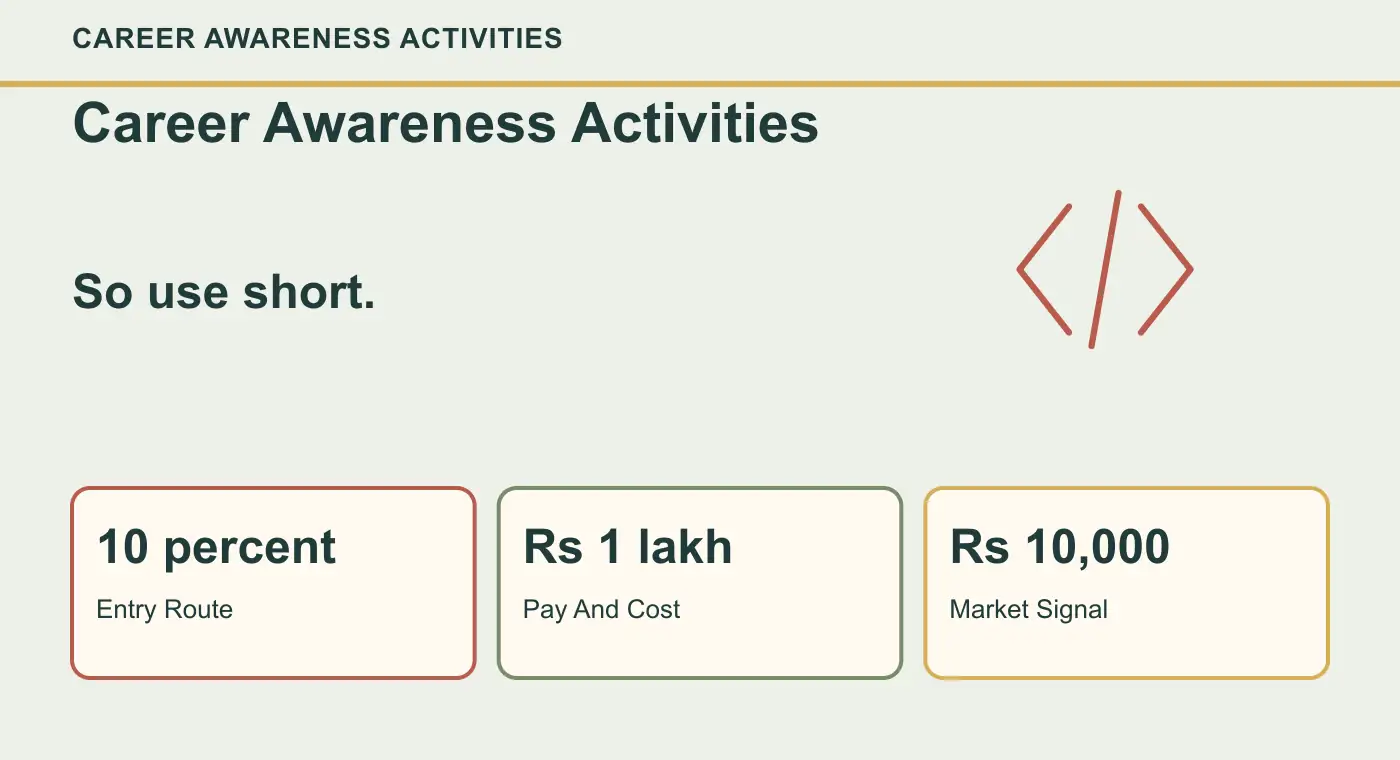 CAREER AWARENESS ACTIVITIES
Career Awareness Activities
So use short.
10 percent
Entry Route
Rs 1 lakh
Pay And Cost
Rs 10,000
Market Signal